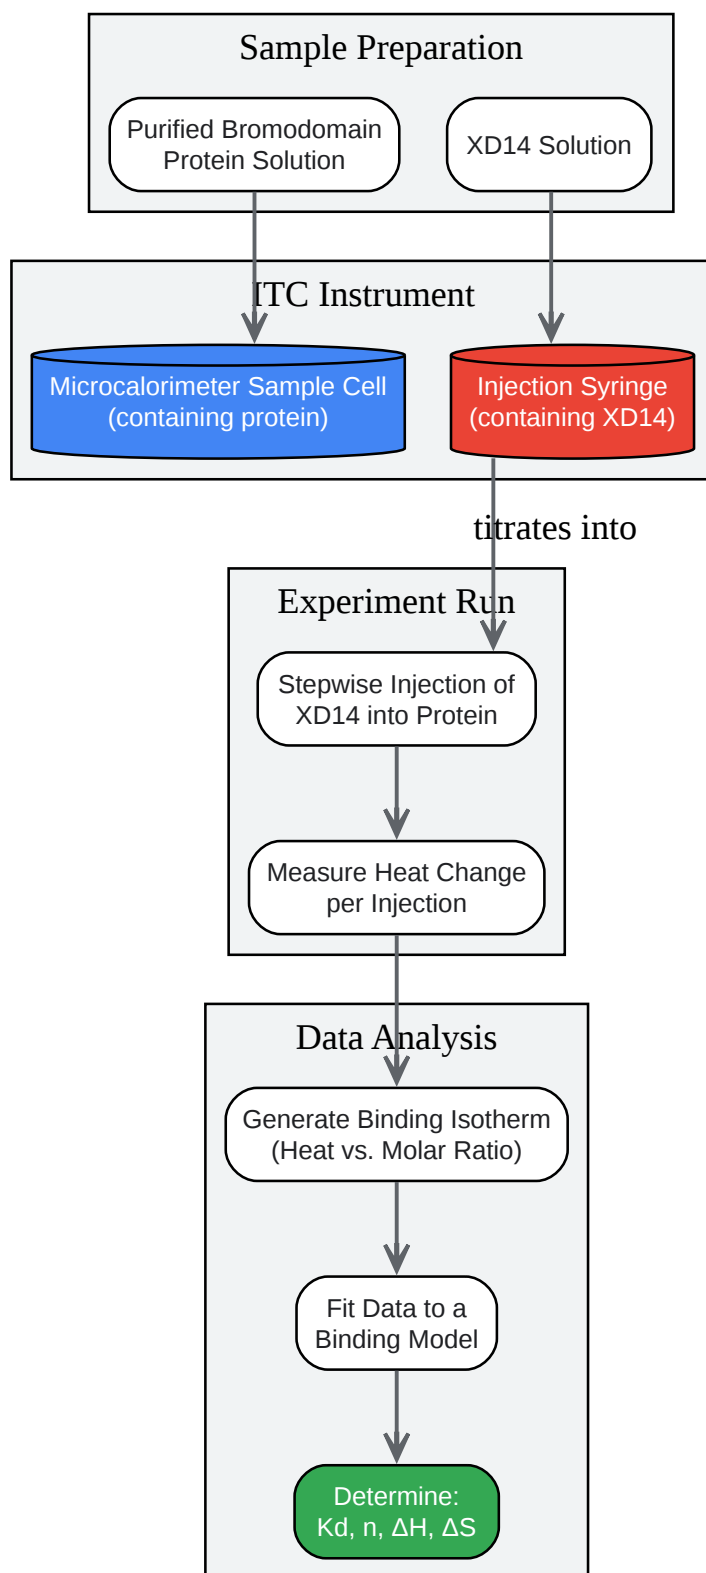 Sample Preparation
Purified Bromodomain
Protein Solution
XD14 Solution
ITC Instrument
Microcalorimeter Sample Cell
(containing protein)
Injection Syringe
(containing XD14)
titrates into
Experiment Run
Stepwise Injection of
XD14 into Protein
Measure Heat Change
per Injection
Data Analysis
Generate Binding Isotherm
(Heat vs. Molar Ratio)
Fit Data to a
Binding Model
Determine:
Kd, n, ΔH, ΔS